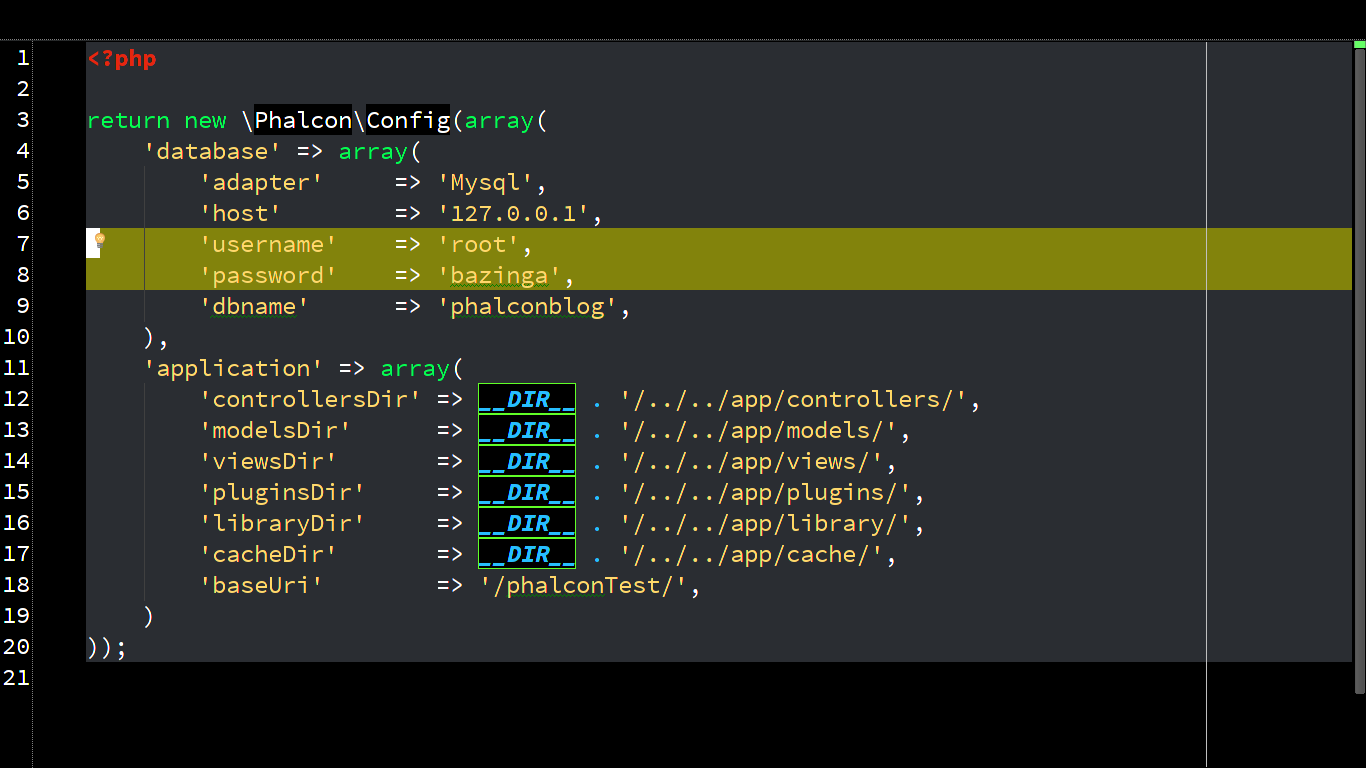 1 <?php
2
3 return new \Phalcon\Config(array(
4     'database' => array(
5         'adapter'     => 'Mysql',
6         'host'        => '127.0.0.1',
7         'username'    => 'root',
8         'password'    => 'bazinga',
9         'dbname'      => 'phalconblog',
10     ),
11     'application' => array(
12         'controllersDir' => __DIR__ . '/../../app/controllers/',
13         'modelsDir'      => __DIR__ . '/../../app/models/',
14         'viewsDir'       => __DIR__ . '/../../app/views/',
15         'pluginsDir'     => __DIR__ . '/../../app/plugins/',
16         'libraryDir'     => __DIR__ . '/../../app/library/',
17         'cacheDir'       => __DIR__ . '/../../app/cache/',
18         'baseUri'        => '/phalconTest/',
19     )
20 ));
21